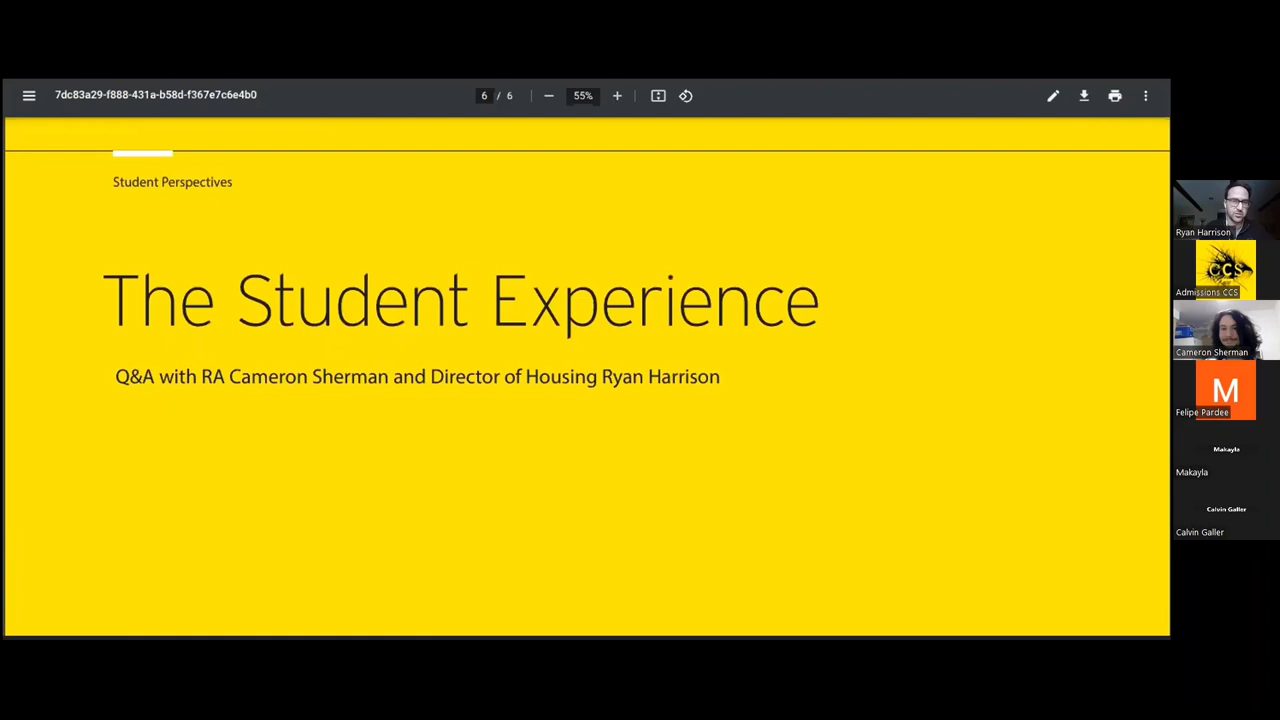 7dc83a29-f888-431a-b58d-f367e7c6e4b0
6 / 6
55%
Student Perspectives
The Student Experience
Q&A with RA Cameron Sherman and Director of Housing Ryan Harrison
Ryan Harrison
CCS
Admissions CCS
Cameron Sherman
M
Felipe Pardee
Makayla
Makayla
Calvin Galler
Calvin Galler